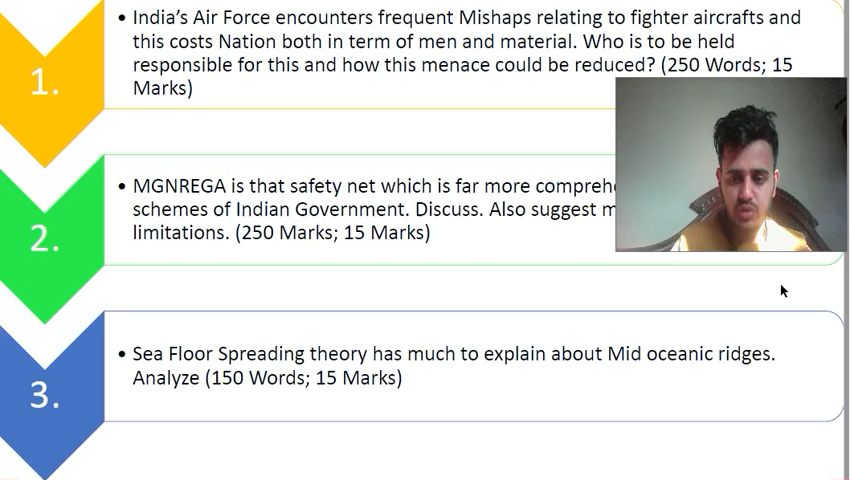 1.
• India's Air Force encounters frequent Mishaps relating to fighter aircrafts and
this costs Nation both in term of men and material. Who is to be held
responsible for this and how this menace could be reduced? (250 Words; 15
Marks)
2.
• MGNREGA is that safety net which is far more
schemes of Indian Government. Discuss. Also suggest
limitations. (250 Marks; 15 Marks)
3.
• Sea Floor Spreading theory has much to explain about Mid oceanic ridges.
Analyze (150 Words; 15 Marks)